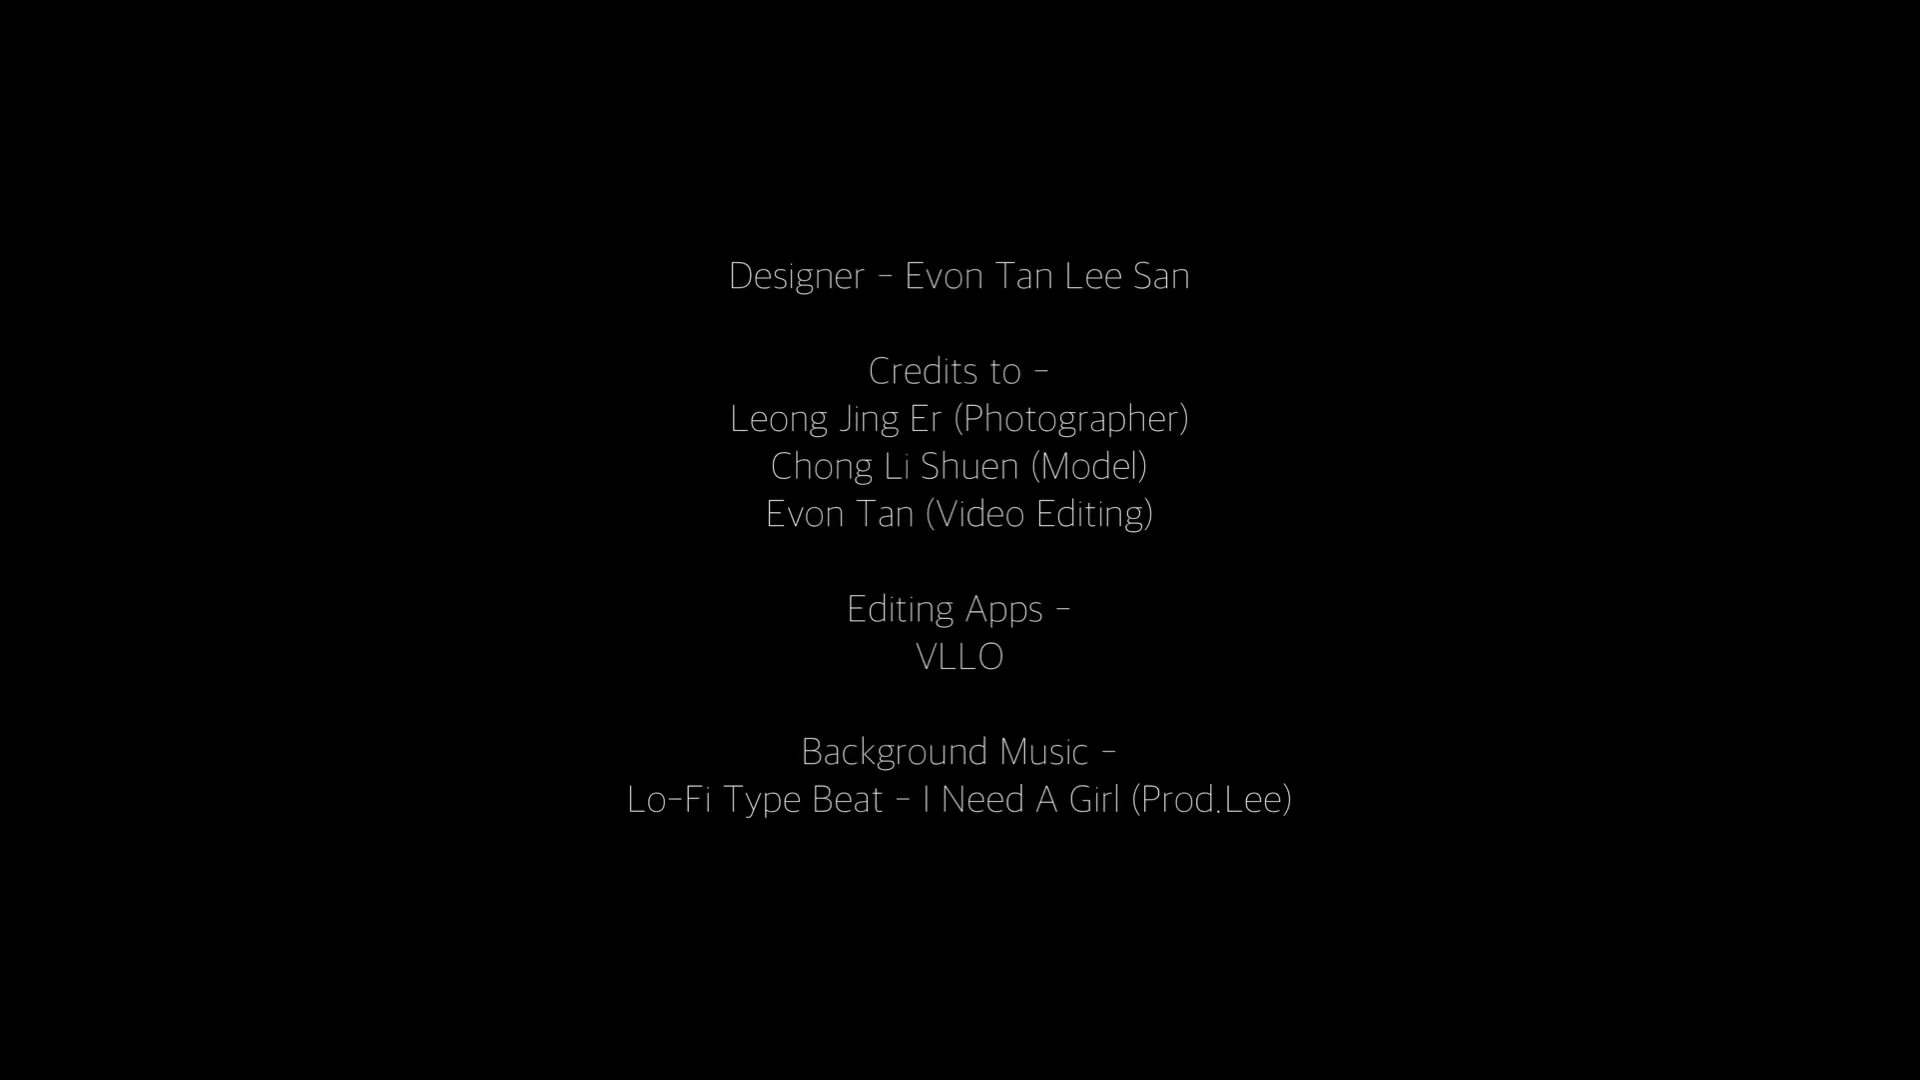 Designer - Evon Tan Lee San
Credits to -
Leong Jing Er (Photographer)
Chong Li Shuen (Model)
Evon Tan (Video Editing)
Editing Apps -
VLLO
Background Music -
Lo-Fi Type Beat - I Need A Girl (Prod.Lee)